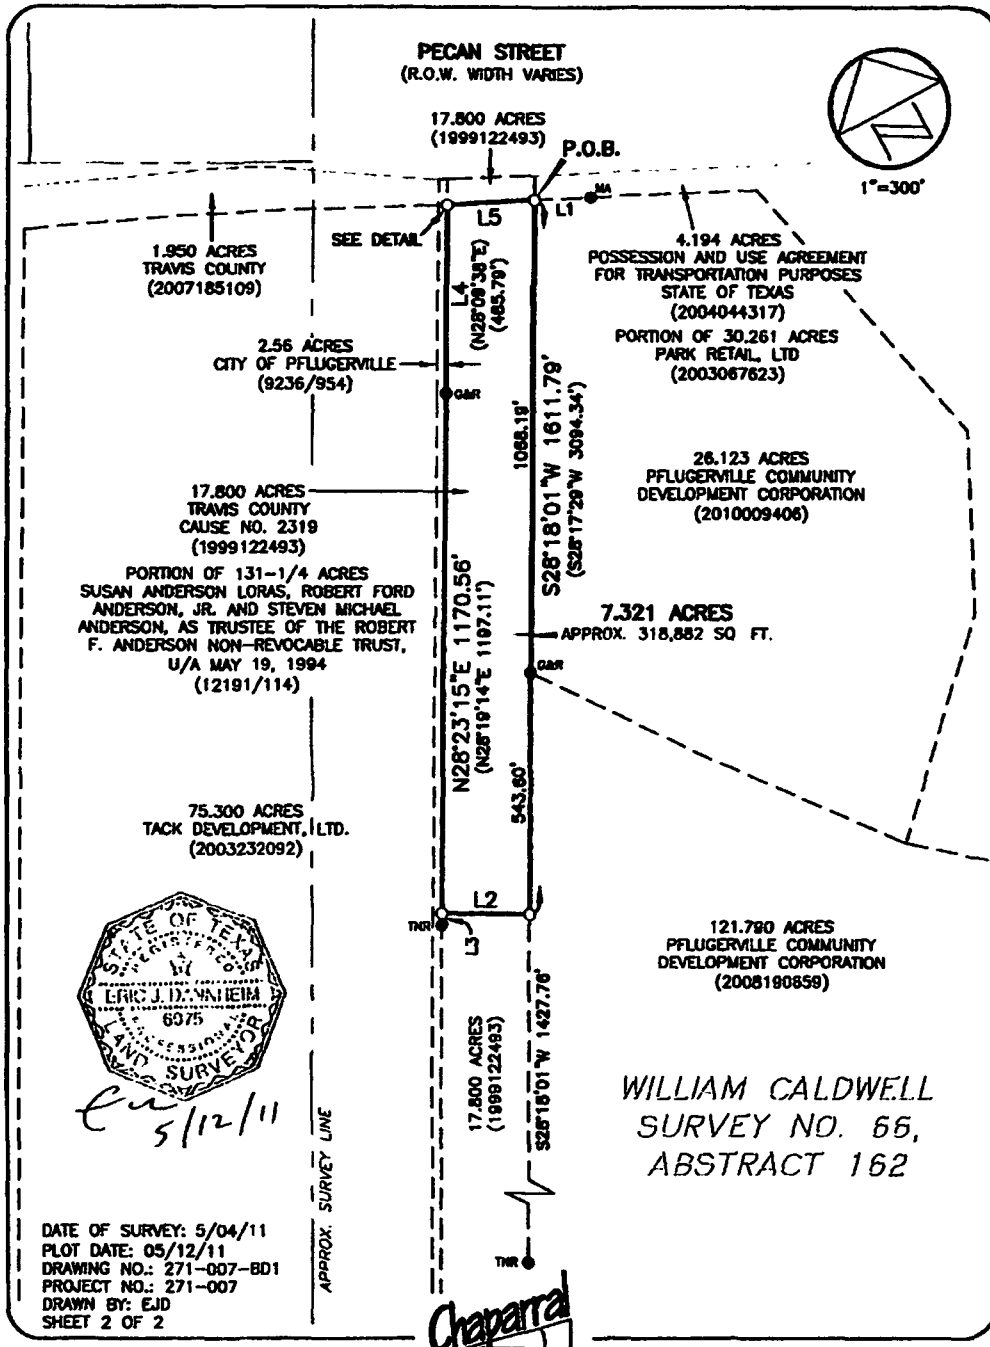 PECAN STREET
(R.O.W. WIDTH VARIES)
17.800 ACRES
(1999122493)
P.O.B.
1"=300'
MA
L1
L5
SEE DETAIL
1.950 ACRES
TRAVIS COUNTY
(2007185109)
4.194 ACRES
POSSESSION AND USE AGREEMENT
FOR TRANSPORTATION PURPOSES
STATE OF TEXAS
(2004044317)
PORTION OF 30.261 ACRES
PARK RETAIL, LTD
(2003067623)
L4
(N28°09'38"E)
(485.79')
2.56 ACRES
CITY OF PFLUGERVILLE
(9236/954)
G&R
1068.19'
S28°18'01"W 1611.79'
(S28°17'29"W 3094.34')
26.123 ACRES
PFLUGERVILLE COMMUNITY
DEVELOPMENT CORPORATION
(2010009406)
17.800 ACRES
TRAVIS COUNTY
CAUSE NO. 2319
(1999122493)
PORTION OF 131-1/4 ACRES
SUSAN ANDERSON LORAS, ROBERT FORD
ANDERSON, JR. AND STEVEN MICHAEL
ANDERSON, AS TRUSTEE OF THE ROBERT
F. ANDERSON NON-REVOCABLE TRUST,
U/A MAY 19, 1994
(12191/114)
7.321 ACRES
APPROX. 318,882 SQ FT.
G&R
N28°23'15"E 1170.56'
(N28°19'14"E 1197.11')
543.60'
75.300 ACRES
TACK DEVELOPMENT, LTD.
(2003232092)
L2
TNR
L3
STATE OF TEXAS
REGISTERED
ERIC J. DANNHEIM
6075
PROFESSIONAL
LAND SURVEYOR
5/12/11
121.790 ACRES
PFLUGERVILLE COMMUNITY
DEVELOPMENT CORPORATION
(2008190859)
17.800 ACRES
(1999122493)
S28°18'01"W 1427.76'
WILLIAM CALDWELL
SURVEY NO. 66,
ABSTRACT 162
APPROX. SURVEY LINE
TNR
DATE OF SURVEY: 5/04/11
PLOT DATE: 05/12/11
DRAWING NO.: 271-007-BD1
PROJECT NO.: 271-007
DRAWN BY: EJD
SHEET 2 OF 2
Chaparral